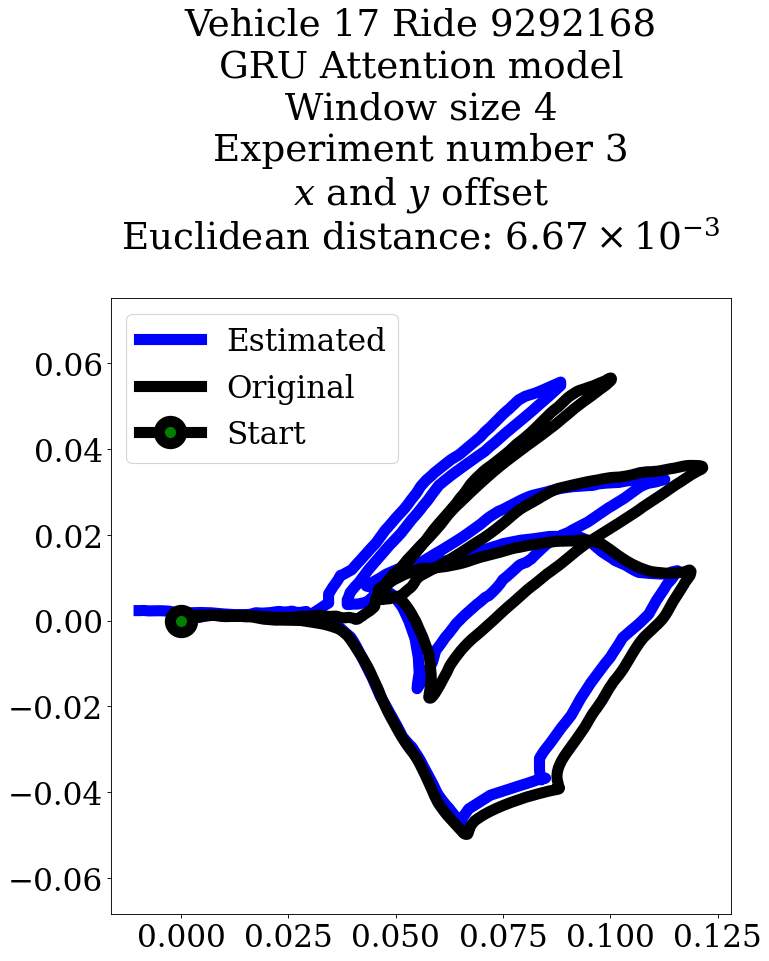 Vehicle 17 Ride 9292168
GRU Attention model
Window size 4
Experiment number 3
x and y offset
Euclidean distance: 6.67 × 10⁻³
Estimated
Original
Start
0.06
0.04
0.02
0.00
−0.02
−0.04
−0.06
0.000 0.025 0.050 0.075 0.100 0.125